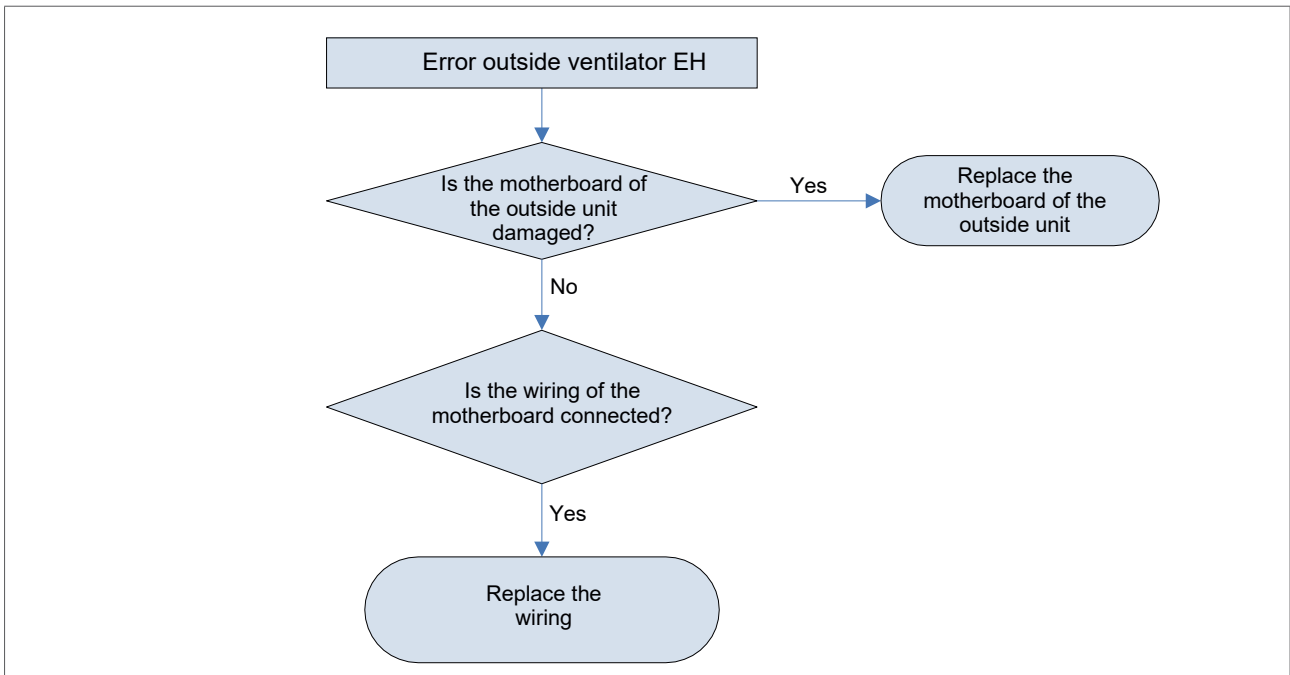 Error outside ventilator EH
Is the motherboard of
the outside unit
damaged?
Yes
Replace the
motherboard of the
outside unit
No
Is the wiring of the
motherboard connected?
Yes
Replace the
wiring